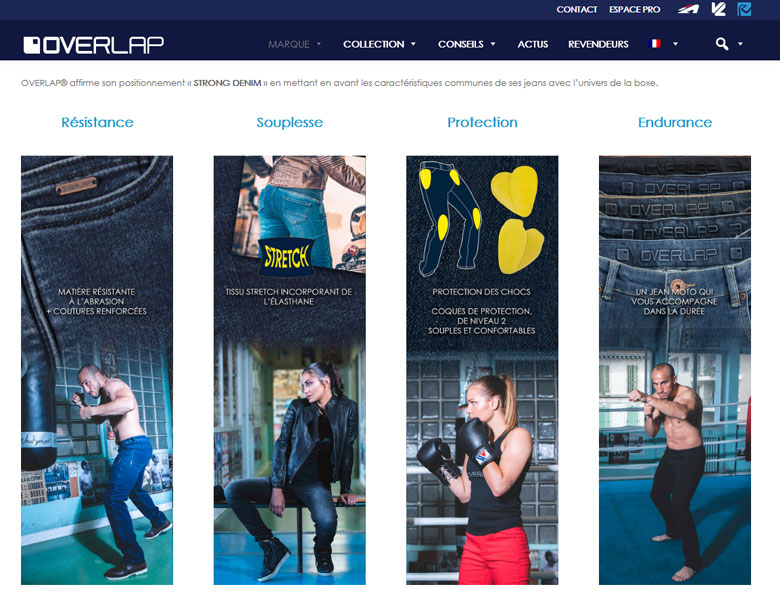 CONTACT ESPACE PRO
OVERLAP
MARQUE COLLECTION CONSEILS ACTUS REVENDEURS
OVERLAP® affirme son positionnement « STRONG DENIM » en mettant en avant les caractéristiques communes de ses jeans avec l'univers de la boxe.
Résistance
Souplesse
Protection
Endurance
MATIÈRE RÉSISTANTE
À L'ABRASION
+ COUTURES RENFORCÉES
STRETCH
TISSU STRETCH INCORPORANT DE
L'ÉLASTHANE
PROTECTION DES CHOCS
COQUES DE PROTECTION,
DE NIVEAU 2
SOUPLES ET CONFORTABLES
OVERLAP
OVERLAP
OVERLAP
OVERLAP
UN JEAN MOTO QUI
VOUS ACCOMPAGNE
DANS LA DURÉE